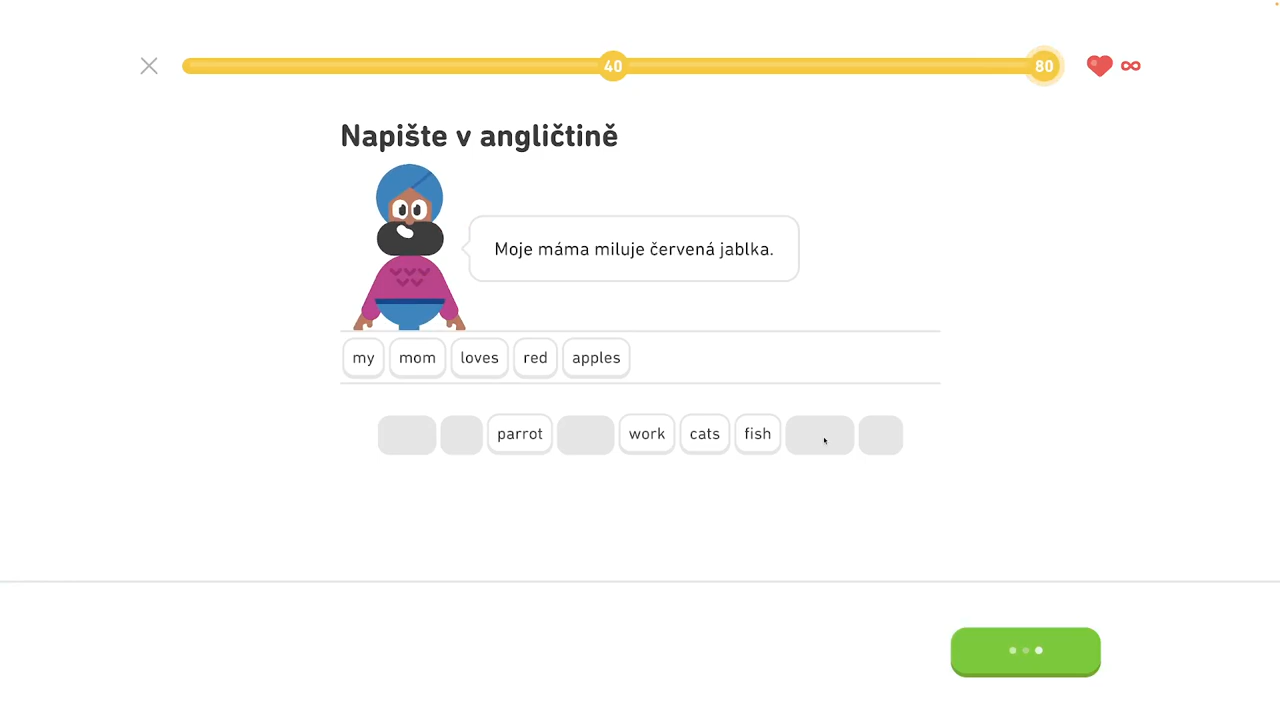 40
80
∞
Napište v angličtině
Moje máma miluje červená jablka.
my mom loves red apples
parrot work cats fish